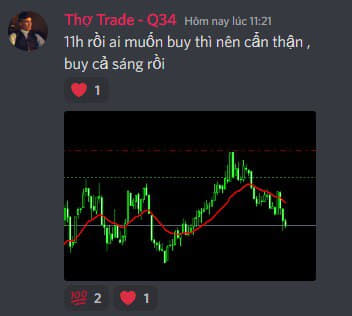 Thợ Trade - Q34 Hôm nay lúc 11:21
11h rồi ai muốn buy thì nên cẩn thận ,
buy cả sáng rồi
1
100 2 1